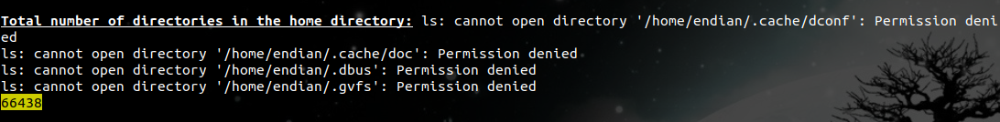 Total number of directories in the home directory: ls: cannot open directory '/home/endian/.cache/dconf': Permission deni
ed
ls: cannot open directory '/home/endian/.cache/doc': Permission denied
ls: cannot open directory '/home/endian/.dbus': Permission denied
ls: cannot open directory '/home/endian/.gvfs': Permission denied
66438